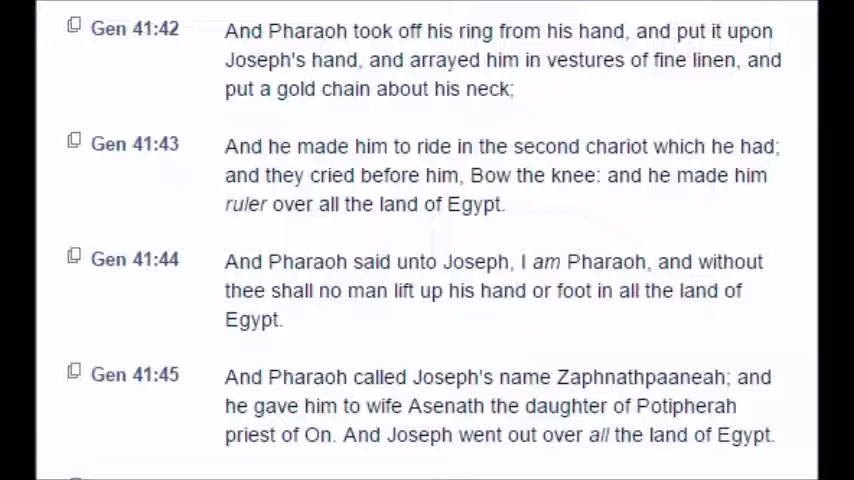 Gen 41:42 And Pharaoh took off his ring from his hand, and put it upon
Joseph's hand, and arrayed him in vestures of fine linen, and
put a gold chain about his neck;
Gen 41:43 And he made him to ride in the second chariot which he had;
and they cried before him, Bow the knee: and he made him
ruler over all the land of Egypt.
Gen 41:44 And Pharaoh said unto Joseph, I am Pharaoh, and without
thee shall no man lift up his hand or foot in all the land of
Egypt.
Gen 41:45 And Pharaoh called Joseph's name Zaphnathpaaneah; and
he gave him to wife Asenath the daughter of Potipherah
priest of On. And Joseph went out over all the land of Egypt.